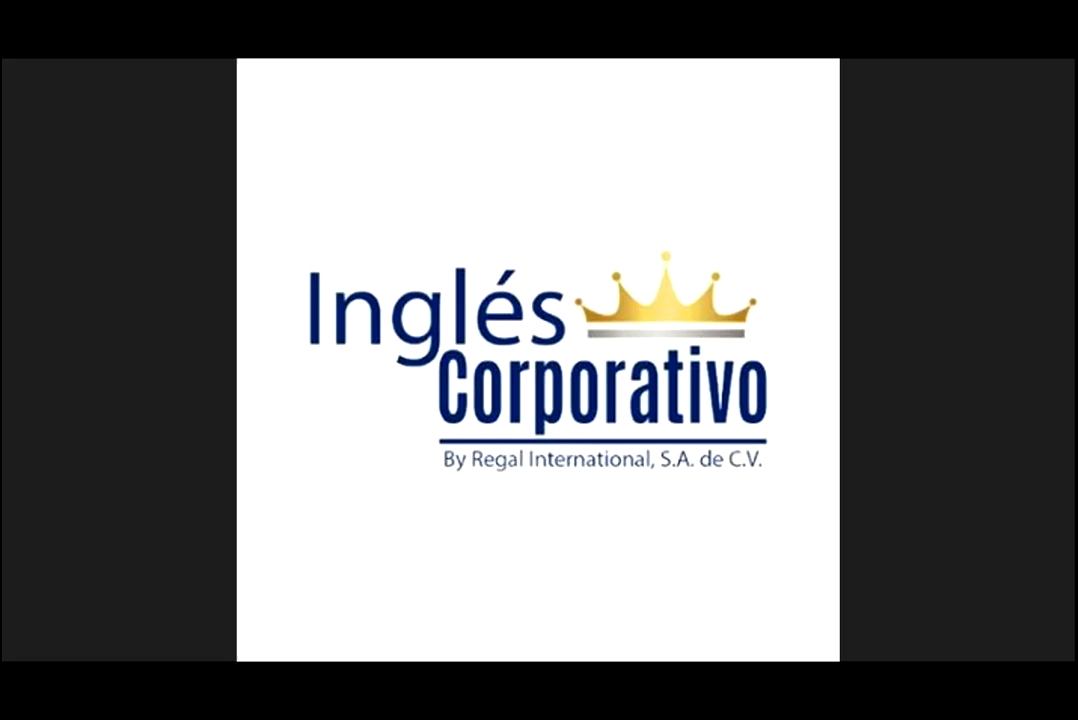 Inglés
Corporativo
By Regal International, S.A. de C.V.